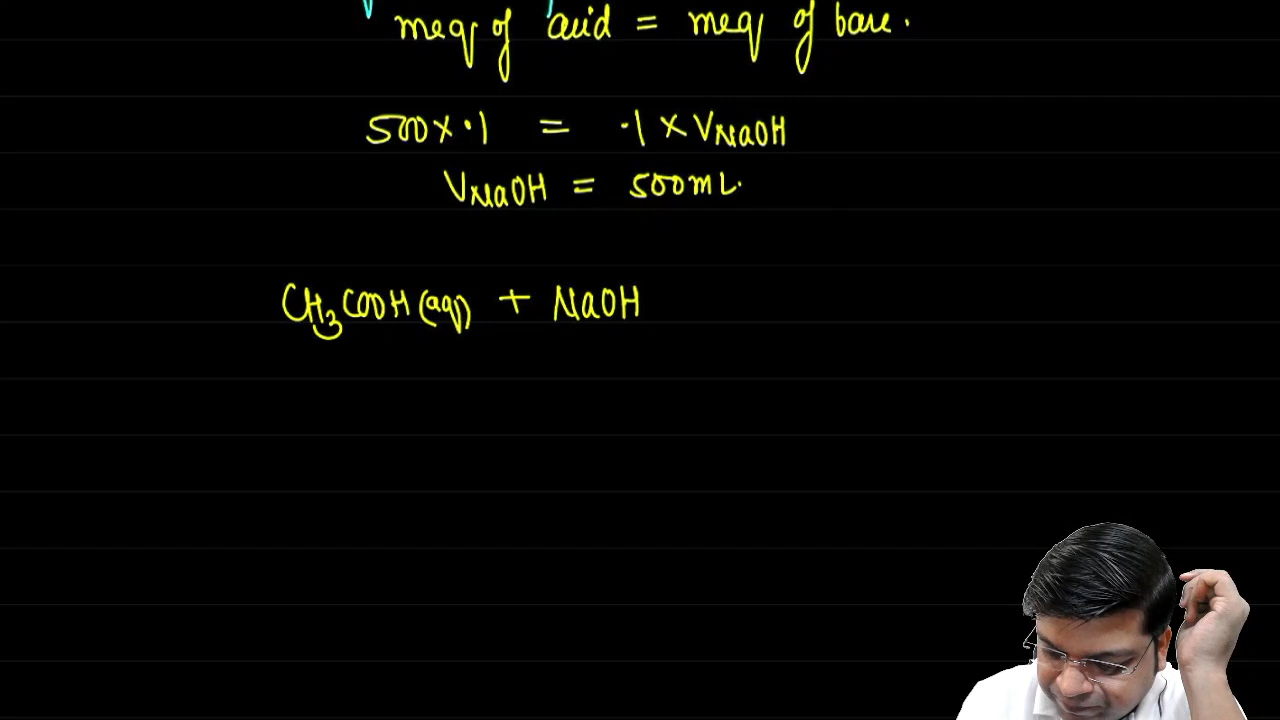 meq of acid = meq of base.
500 × .1 = .1 × VNaOH
VNaOH = 500mL.
CH3COOH (aq) + NaOH